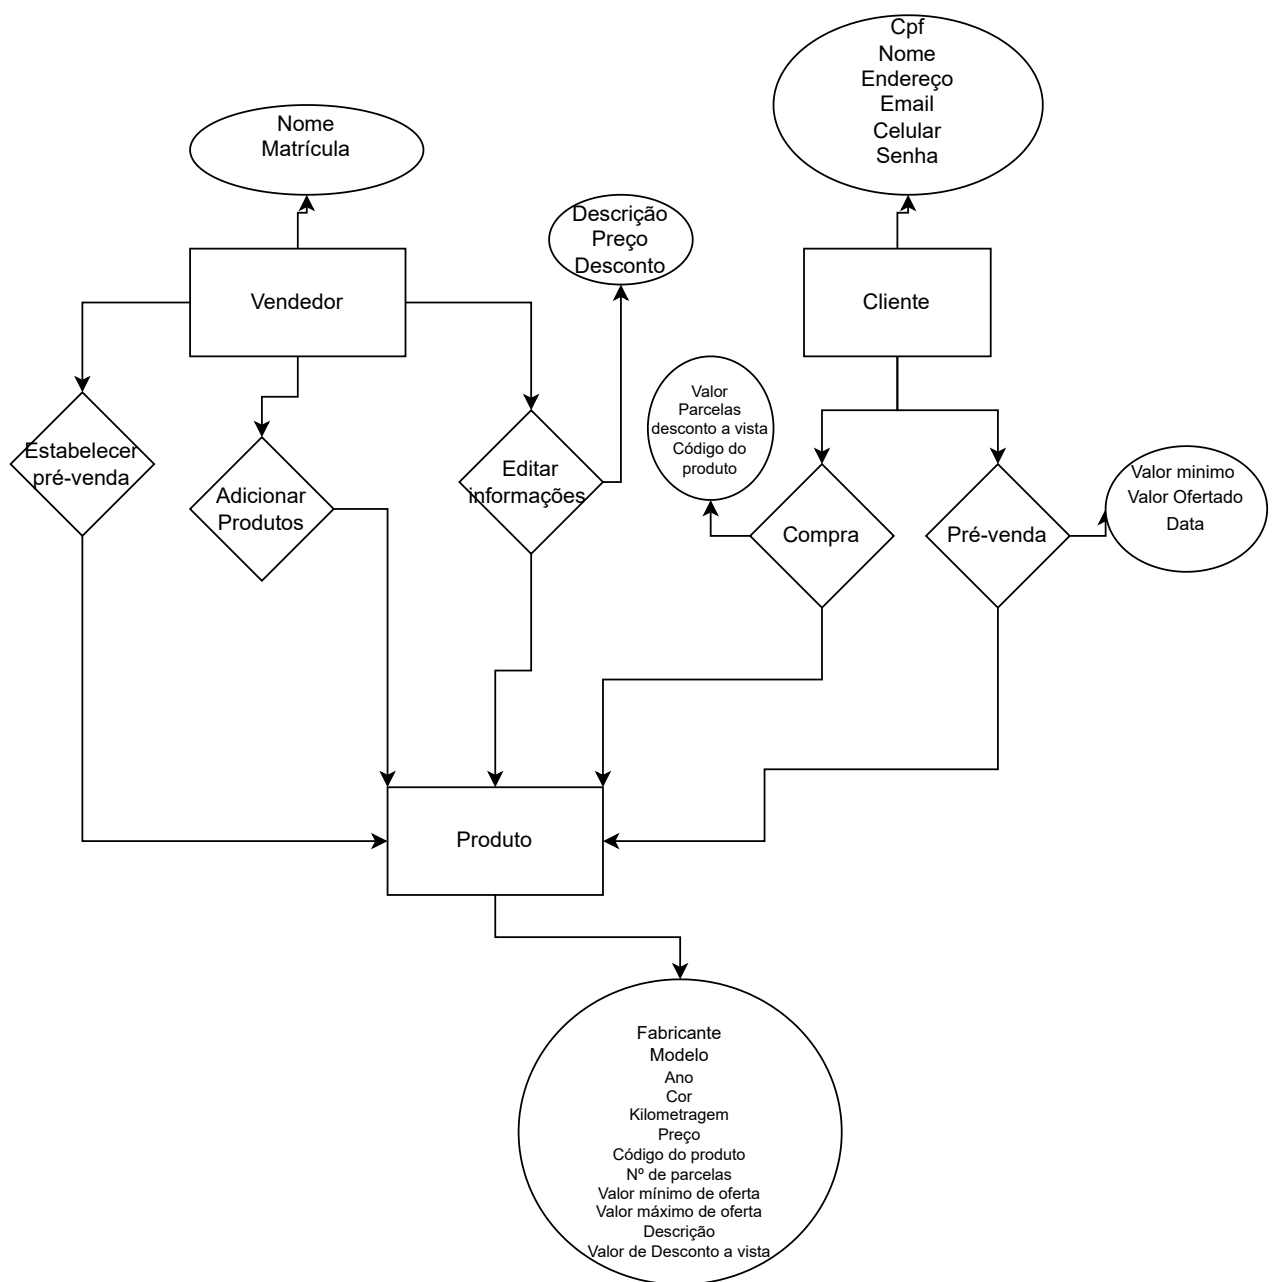 Cpf
Nome
Endereço
Email
Celular
Senha
Nome
Matrícula
Descrição
Preço
Desconto
Vendedor
Cliente
Valor
Parcelas
desconto a vista
Código do
produto
Estabelecer
pré-venda
Adicionar
Produtos
Editar
informações
Compra
Pré-venda
Valor minimo
Valor Ofertado
Data
Produto
Fabricante
Modelo
Ano
Cor
Kilometragem
Preço
Código do produto
Nº de parcelas
Valor mínimo de oferta
Valor máximo de oferta
Descrição
Valor de Desconto a vista